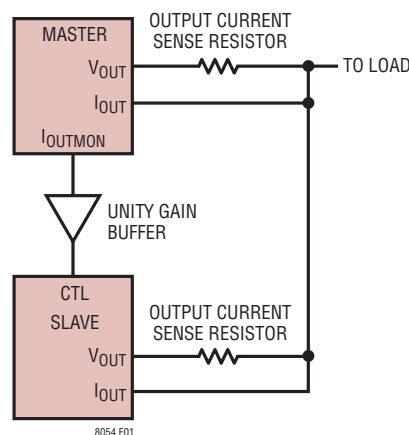 MASTER
OUTPUT CURRENT
SENSE RESISTOR
VOUT
TO LOAD
IOUT
IOUTMON
UNITY GAIN
BUFFER
CTL
SLAVE
OUTPUT CURRENT
SENSE RESISTOR
VOUT
IOUT
8054 F01